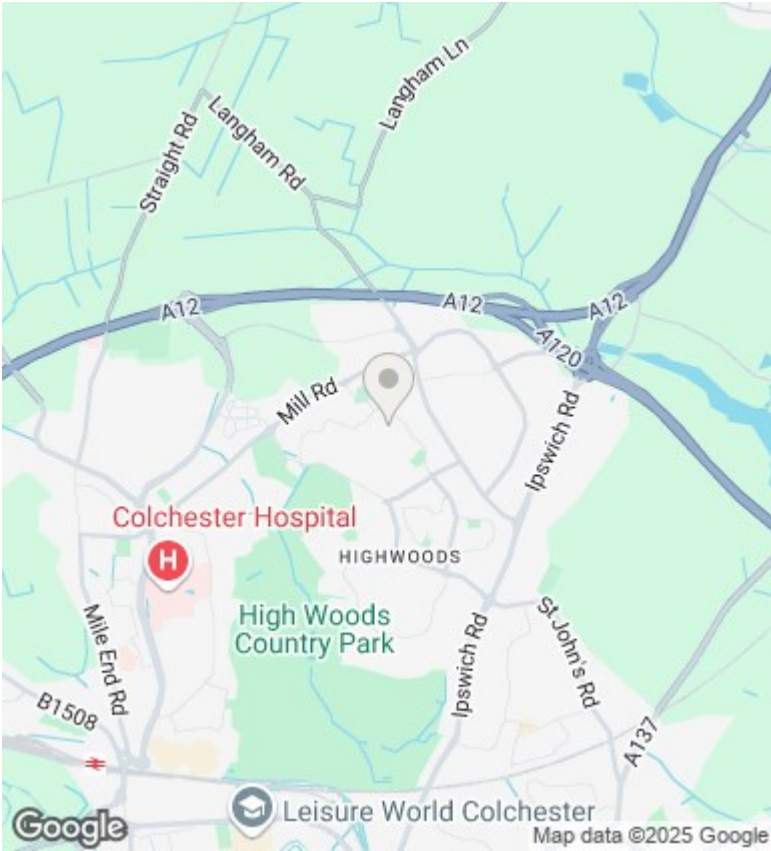 Langham Ln
Langham Rd
Straight Rd
A12
A12
A12
A120
Mill Rd
Ipswich Rd
Colchester Hospital
H
HIGHWOODS
High Woods
Country Park
Mile End Rd
Ipswich Rd
St John's Rd
B1508
A137
Leisure World Colchester
Google
Map data ©2025 Google